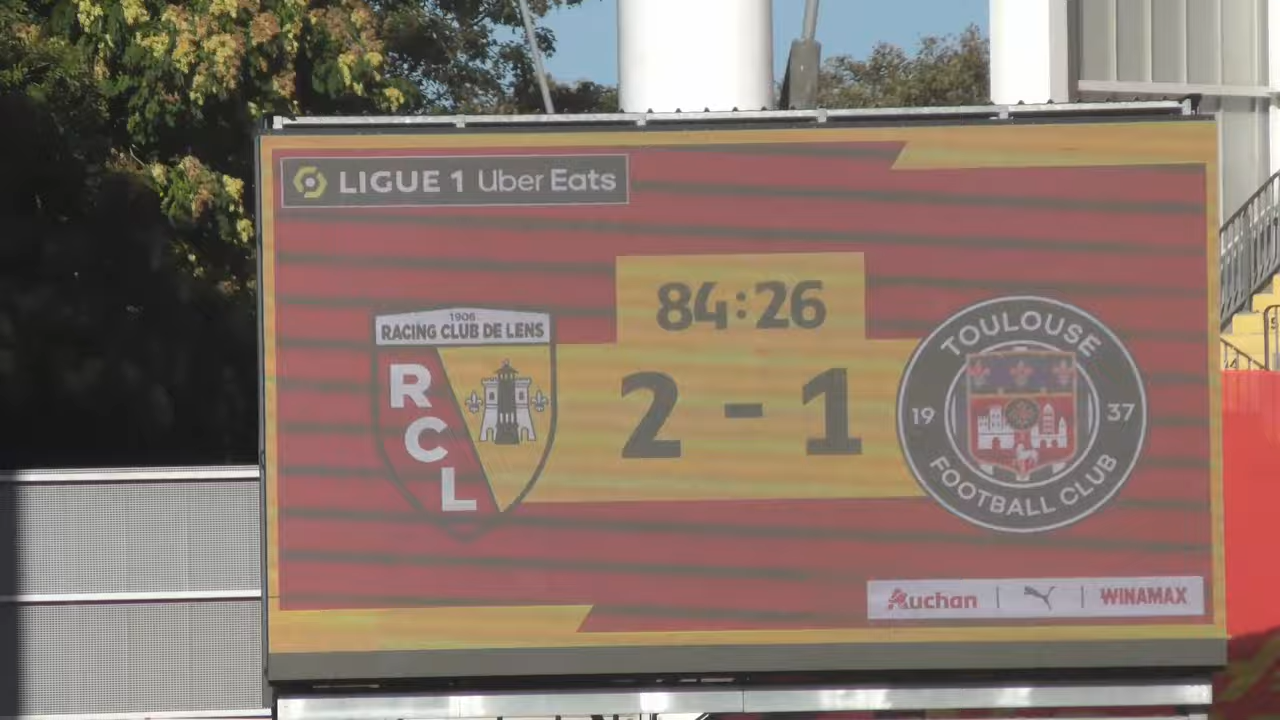 LIGUE 1 Uber Eats
84:26
2 - 1
1906
RACING CLUB DE LENS
R
C
L
TOULOUSE
19 37
FOOTBALL CLUB
Auchan | | WINAMAX